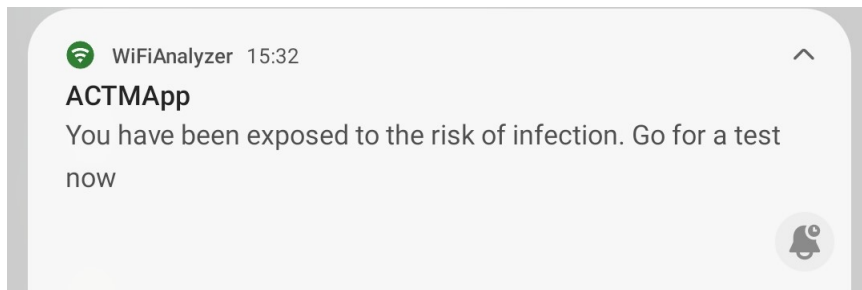 WiFiAnalyzer 15:32
ACTMApp
You have been exposed to the risk of infection. Go for a test
now